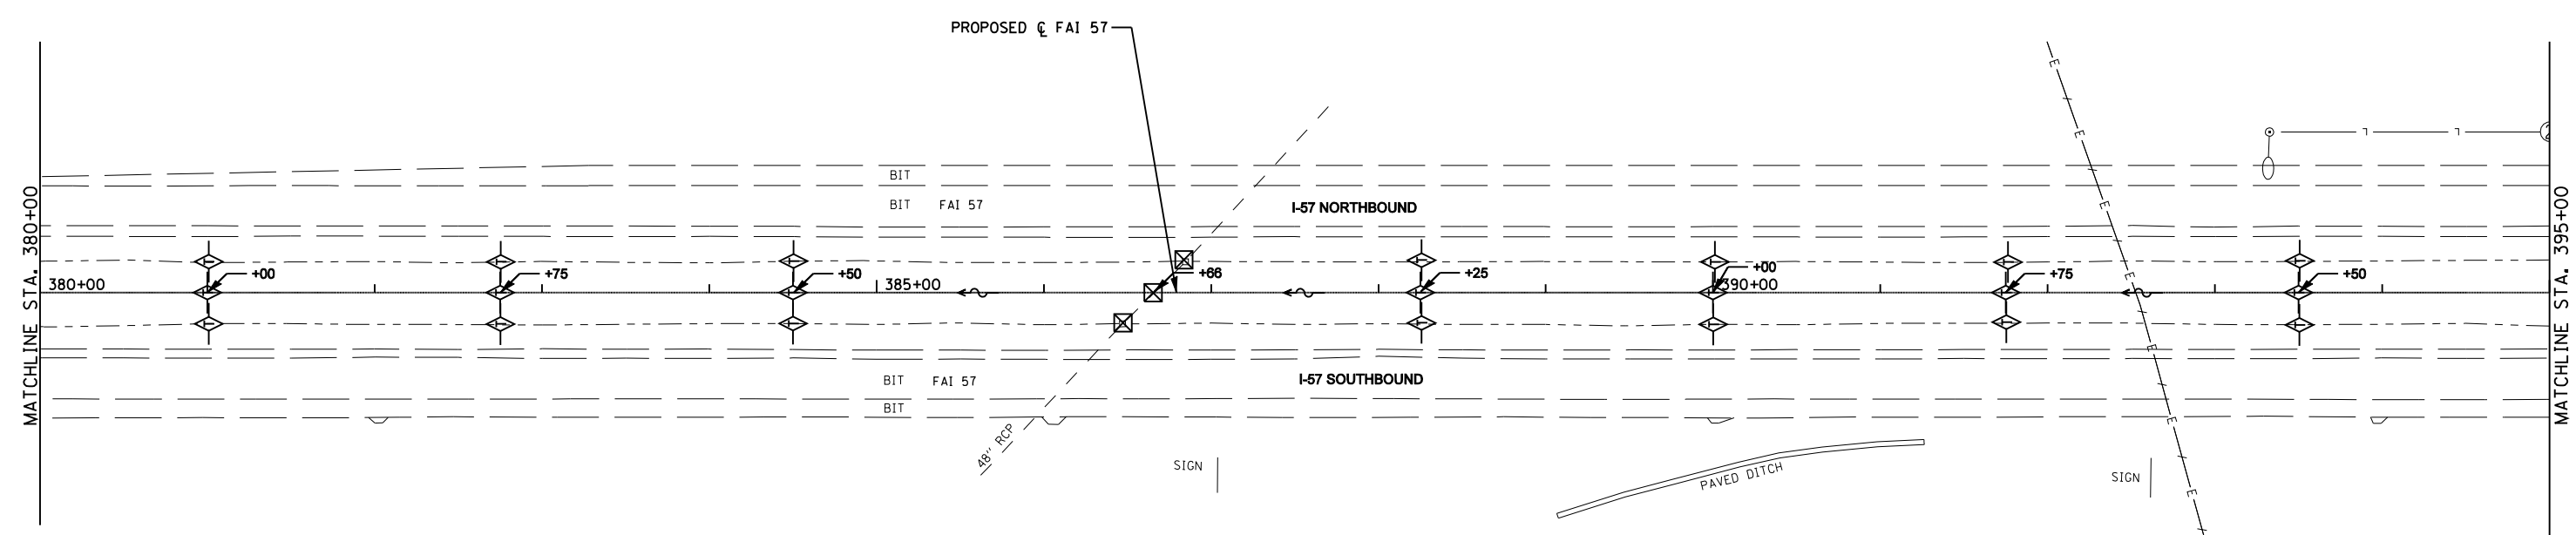 PROPOSED ℄ FAI 57
MATCHLINE STA. 380+00
MATCHLINE STA. 395+00
BIT
BIT FAI 57
I-57 NORTHBOUND
380+00
+00
+75
+50
385+00
+66
+25
+00
390+00
+75
+50
I-57 SOUTHBOUND
BIT FAI 57
BIT
48" RCP
SIGN
PAVED DITCH
SIGN
E
E
E
E
E
E
E
E